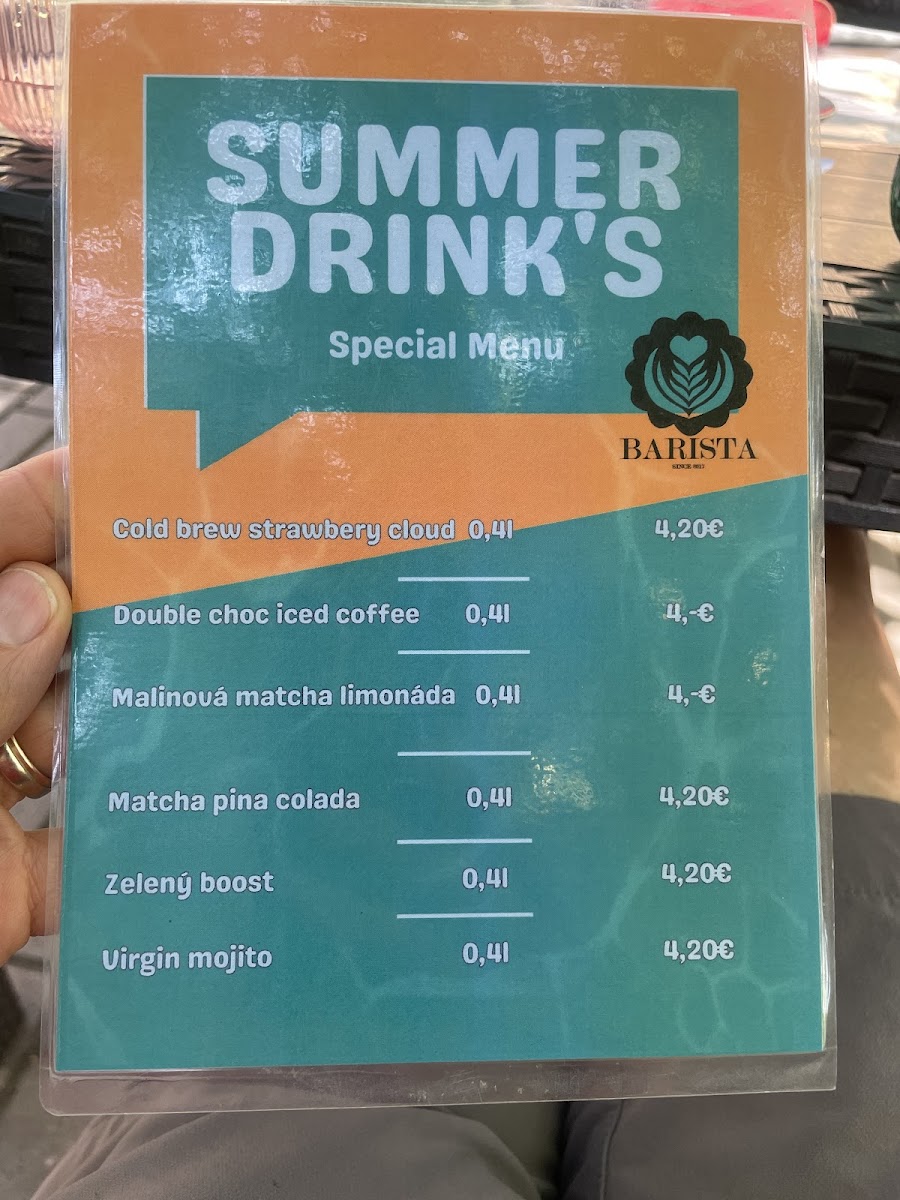 SUMMER
DRINK'S
Special Menu
BARISTA
Cold brew strawbery cloud 0,4l 4,20€
Double choc iced coffee 0,4l 4,-€
Malinová matcha limonáda 0,4l 4,-€
Matcha pina colada 0,4l 4,20€
Zelený boost 0,4l 4,20€
Virgin mojito 0,4l 4,20€